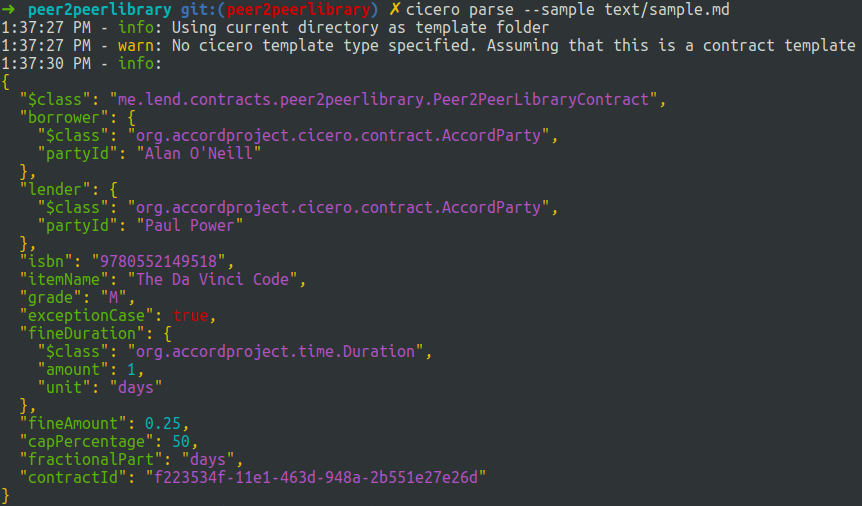 ➜  peer2peerlibrary git:(peer2peerlibrary) ✗ cicero parse --sample text/sample.md
1:37:27 PM - info: Using current directory as template folder
1:37:27 PM - warn: No cicero template type specified. Assuming that this is a contract template
1:37:30 PM - info:
{
  "$class": "me.lend.contracts.peer2peerlibrary.Peer2PeerLibraryContract",
  "borrower": {
    "$class": "org.accordproject.cicero.contract.AccordParty",
    "partyId": "Alan O'Neill"
  },
  "lender": {
    "$class": "org.accordproject.cicero.contract.AccordParty",
    "partyId": "Paul Power"
  },
  "isbn": "9780552149518",
  "itemName": "The Da Vinci Code",
  "grade": "M",
  "exceptionCase": true,
  "fineDuration": {
    "$class": "org.accordproject.time.Duration",
    "amount": 1,
    "unit": "days"
  },
  "fineAmount": 0.25,
  "capPercentage": 50,
  "fractionalPart": "days",
  "contractId": "f223534f-11e1-463d-948a-2b551e27e26d"
}